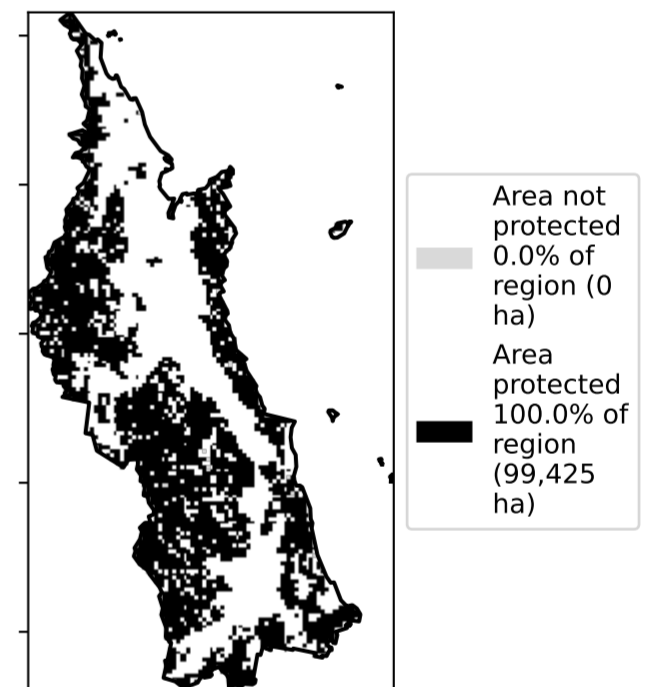 Area not
protected
0.0% of
region (0
ha)
Area
protected
100.0% of
region
(99,425
ha)